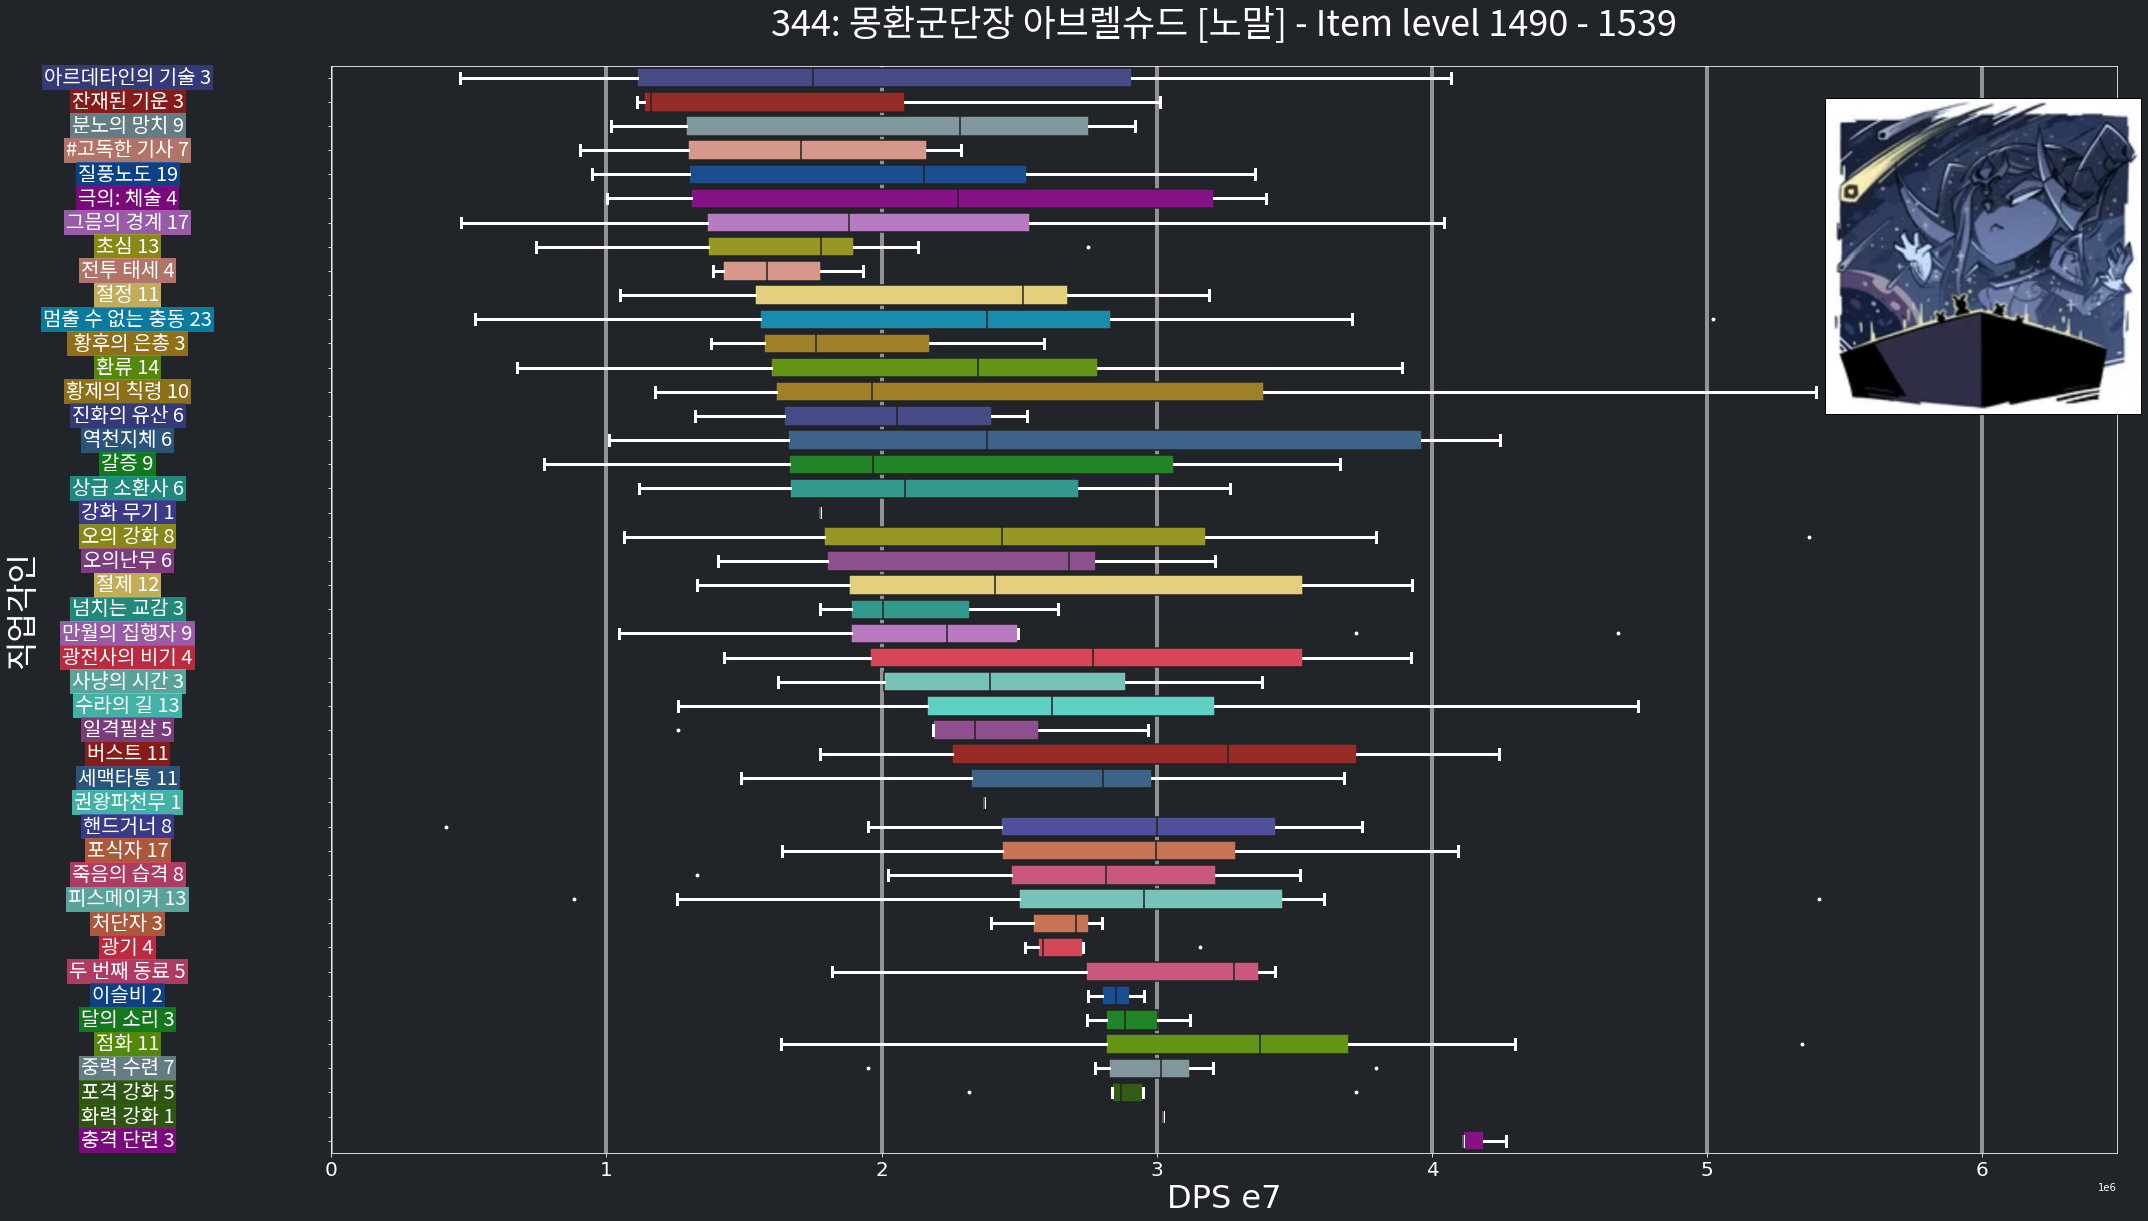 344: 몽환군단장 아브렐슈드 [노말] - Item level 1490 - 1539
직업각인
아르데타인의 기술 3
잔재된 기운 3
분노의 망치 9
#고독한 기사 7
질풍노도 19
극의: 체술 4
그믐의 경계 17
초심 13
전투 태세 4
절정 11
멈출 수 없는 충동 23
황후의 은총 3
환류 14
황제의 칙령 10
진화의 유산 6
역천지체 6
갈증 9
상급 소환사 6
강화 무기 1
오의 강화 8
오의난무 6
절제 12
넘치는 교감 3
만월의 집행자 9
광전사의 비기 4
사냥의 시간 3
수라의 길 13
일격필살 5
버스트 11
세맥타통 11
권왕파천무 1
핸드거너 8
포식자 17
죽음의 습격 8
피스메이커 13
처단자 3
광기 4
두 번째 동료 5
이슬비 2
달의 소리 3
점화 11
중력 수련 7
포격 강화 5
화력 강화 1
충격 단련 3
0 1 2 3 4 5 6
1e6
DPS e7